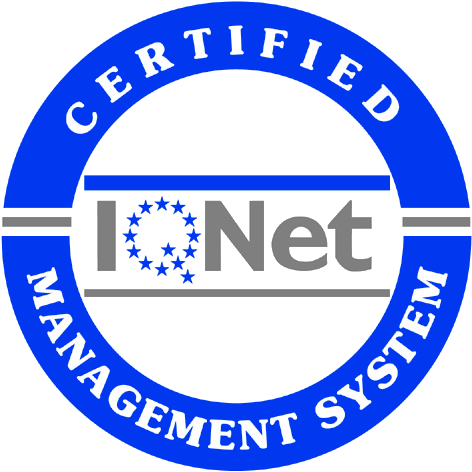 CERTIFIED
IQNet
MANAGEMENT SYSTEM